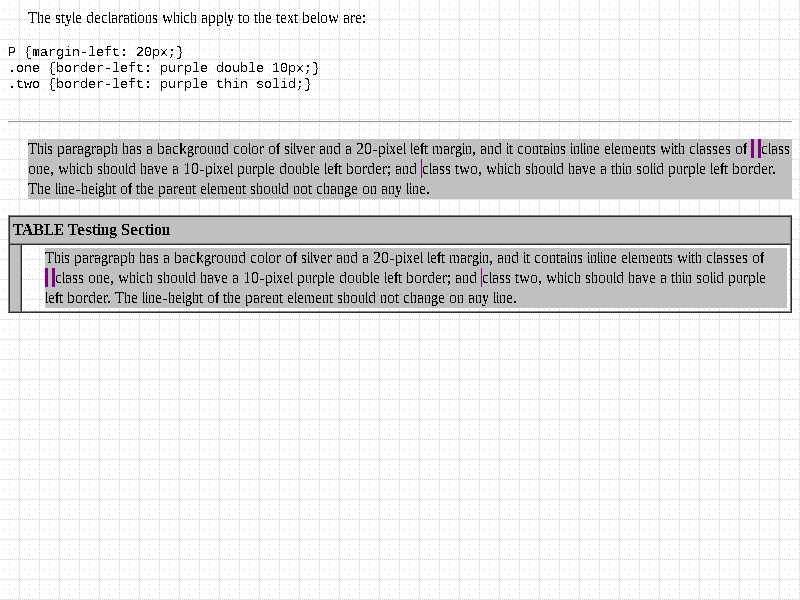 The style declarations which apply to the text below are:
P {margin-left: 20px;}
.one {border-left: purple double 10px;}
.two {border-left: purple thin solid;}
This paragraph has a background color of silver and a 20-pixel left margin, and it contains inline elements with classes of class
one, which should have a 10-pixel purple double left border; and class two, which should have a thin solid purple left border.
The line-height of the parent element should not change on any line.
TABLE Testing Section
This paragraph has a background color of silver and a 20-pixel left margin, and it contains inline elements with classes of
class one, which should have a 10-pixel purple double left border; and class two, which should have a thin solid purple
left border. The line-height of the parent element should not change on any line.